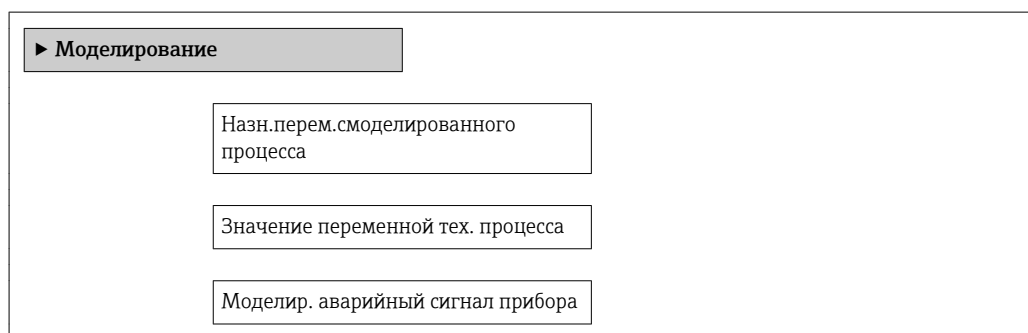 ► Моделирование
Назн.перем.смоделированного
процесса
Значение переменной тех. процесса
Моделир. аварийный сигнал прибора